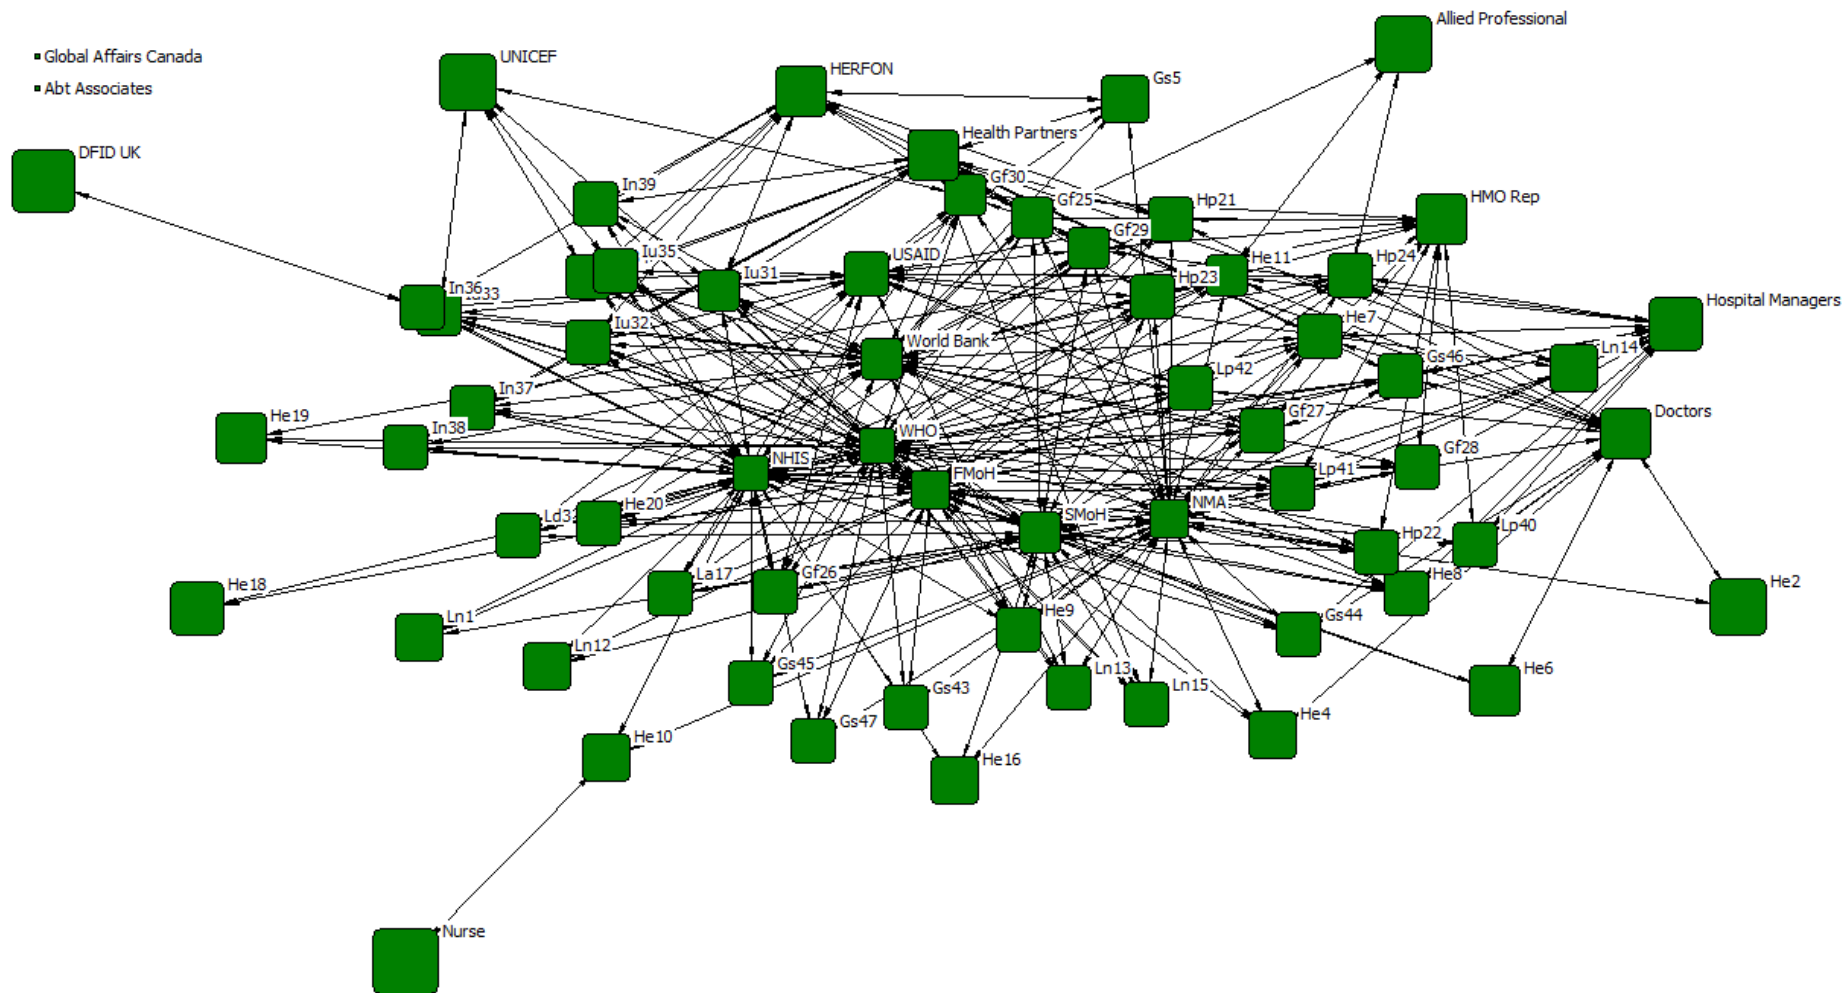 Allied Professional
Global Affairs Canada
UNICEF
HERFON
Gs5
Abt Associates
Health Partners
DFID UK
In39
Gf30
Gf25
Hp21
HMO Rep
Gf29
Iu35
USAID
Iu31
He11
Hp24
Hp23
In36
33
Hospital Managers
Iu32
World Bank
He7
Lp42
Gs46
Ln14
In37
He19
In38
WHO
Gf27
Doctors
NHIS
FMoH
Lp41
Gf28
Ld3
He20
SMoH
NMA
Hp22
Lp40
La17
Gf26
He8
He18
He2
Ln1
He9
Gs44
Ln12
Gs45
Ln13
Ln15
He6
Gs43
Gs47
He4
He10
He16
Nurse